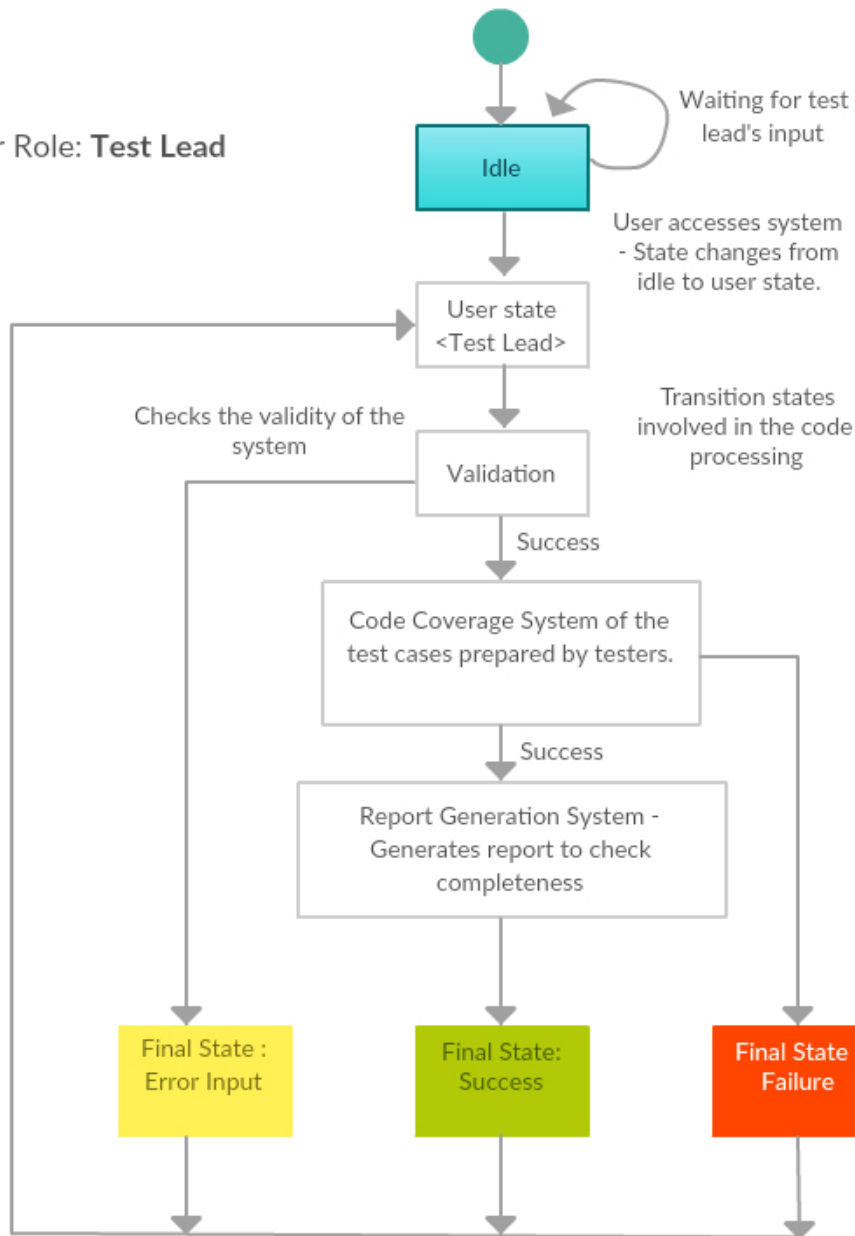 Waiting for test
lead's input
r Role: Test Lead
Idle
User accesses system
- State changes from
idle to user state.
User state
<Test Lead>
Transition states
involved in the code
processing
Checks the validity of the
system
Validation
Success
Code Coverage System of the
test cases prepared by testers.
Success
Report Generation System -
Generates report to check
completeness
Final State :
Error Input
Final State:
Success
Final State
Failure